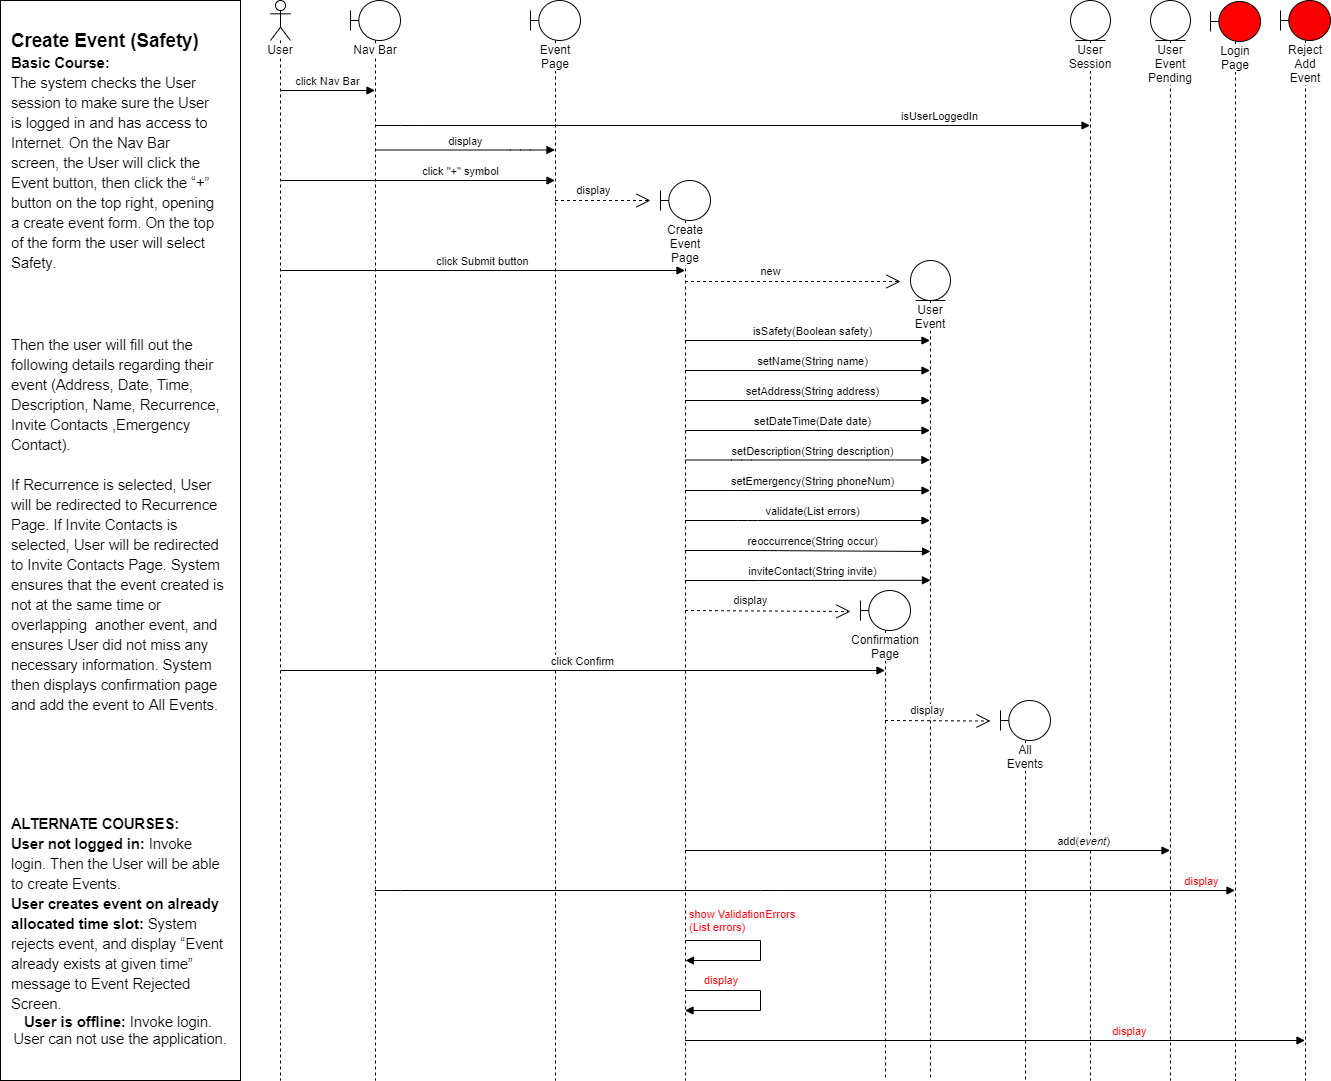 Create Event (Safety)
Basic Course:
The system checks the User
session to make sure the User
is logged in and has access to
Internet. On the Nav Bar
screen, the User will click the
Event button, then click the “+”
button on the top right, opening
a create event form. On the top
of the form the user will select
Safety.
Then the user will fill out the
following details regarding their
event (Address, Date, Time,
Description, Name, Recurrence,
Invite Contacts ,Emergency
Contact).
If Recurrence is selected, User
will be redirected to Recurrence
Page. If Invite Contacts is
selected, User will be redirected
to Invite Contacts Page. System
ensures that the event created is
not at the same time or
overlapping  another event, and
ensures User did not miss any
necessary information. System
then displays confirmation page
and add the event to All Events.
ALTERNATE COURSES:
User not logged in: Invoke
login. Then the User will be able
to create Events.
User creates event on already
allocated time slot: System
rejects event, and display “Event
already exists at given time”
message to Event Rejected
Screen.
User is offline: Invoke login.
User can not use the application.
User
Nav Bar
Event
Page
User
Session
User
Event
Pending
Login
Page
Reject
Add
Event
click Nav Bar
isUserLoggedIn
display
click "+" symbol
display
Create
Event
Page
click Submit button
new
User
Event
isSafety(Boolean safety)
setName(String name)
setAddress(String address)
setDateTime(Date date)
setDescription(String description)
setEmergency(String phoneNum)
validate(List errors)
reoccurrence(String occur)
inviteContact(String invite)
display
Confirmation
Page
click Confirm
display
All
Events
add(event)
display
show ValidationErrors
(List errors)
display
display